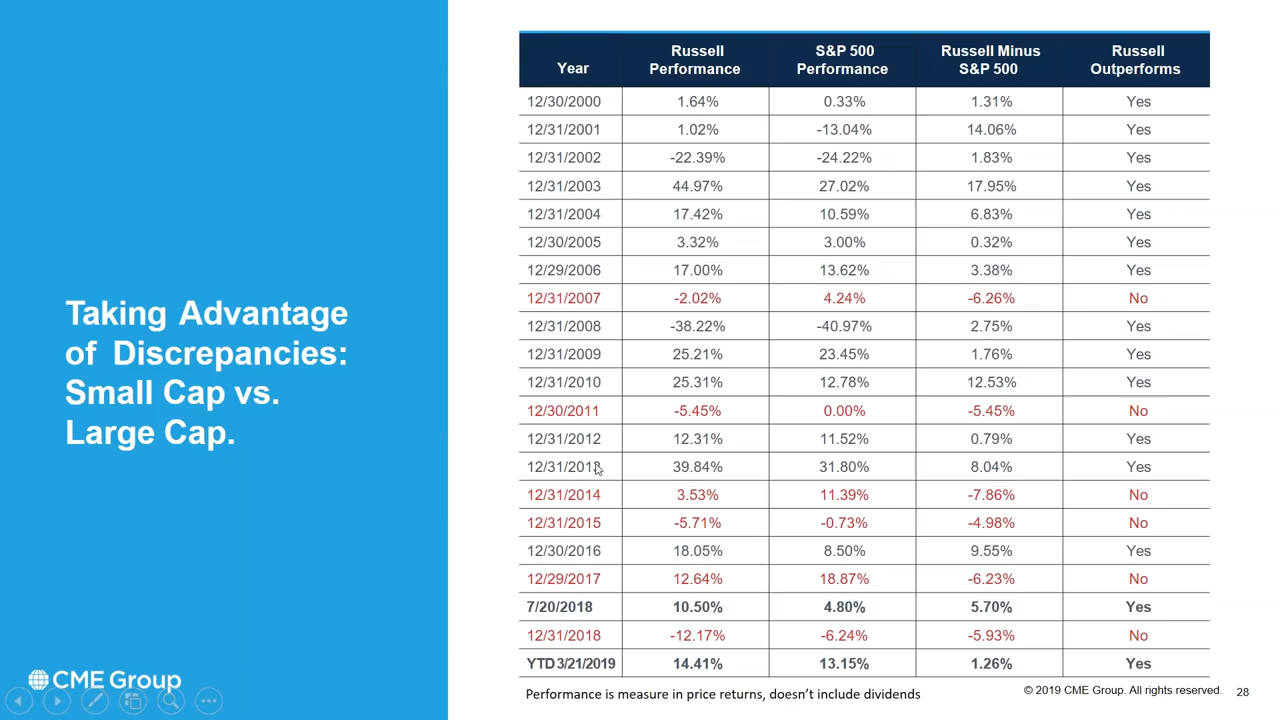 Taking Advantage
of Discrepancies:
Small Cap vs.
Large Cap.
CME Group
Year Russell Performance S&P 500 Performance Russell Minus S&P 500 Russell Outperforms
12/30/2000 1.64% 0.33% 1.31% Yes
12/31/2001 1.02% -13.04% 14.06% Yes
12/31/2002 -22.39% -24.22% 1.83% Yes
12/31/2003 44.97% 27.02% 17.95% Yes
12/31/2004 17.42% 10.59% 6.83% Yes
12/30/2005 3.32% 3.00% 0.32% Yes
12/29/2006 17.00% 13.62% 3.38% Yes
12/31/2007 -2.02% 4.24% -6.26% No
12/31/2008 -38.22% -40.97% 2.75% Yes
12/31/2009 25.21% 23.45% 1.76% Yes
12/31/2010 25.31% 12.78% 12.53% Yes
12/30/2011 -5.45% 0.00% -5.45% No
12/31/2012 12.31% 11.52% 0.79% Yes
12/31/2013 39.84% 31.80% 8.04% Yes
12/31/2014 3.53% 11.39% -7.86% No
12/31/2015 -5.71% -0.73% -4.98% No
12/30/2016 18.05% 8.50% 9.55% Yes
12/29/2017 12.64% 18.87% -6.23% No
7/20/2018 10.50% 4.80% 5.70% Yes
12/31/2018 -12.17% -6.24% -5.93% No
YTD 3/21/2019 14.41% 13.15% 1.26% Yes
Performance is measure in price returns, doesn't include dividends
© 2019 CME Group. All rights reserved. 28